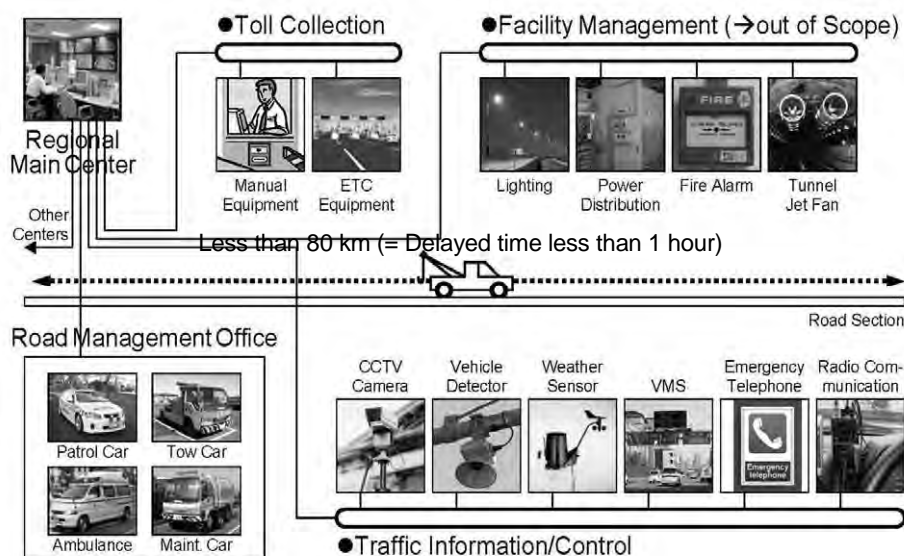 ●Toll Collection
●Facility Management (→out of Scope)
Regional
Main Center
Manual
Equipment
ETC
Equipment
Lighting
Power
Distribution
FIRE
Fire Alarm
Tunnel
Jet Fan
Other
Centers
Less than 80 km (= Delayed time less than 1 hour)
Road Section
Road Management Office
Patrol Car
Tow Car
Ambulance
Maint. Car
CCTV
Camera
Vehicle
Detector
Weather
Sensor
VMS
Emergency
Telephone
Radio Com-
munication
Emergency
telephone
●Traffic Information/Control